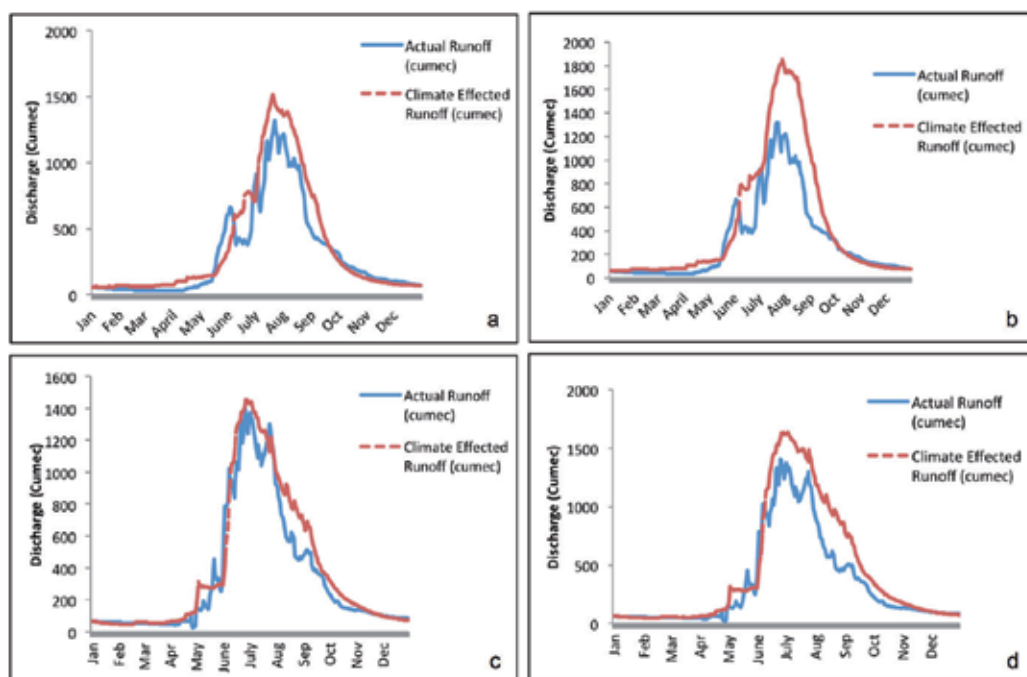 2000
1500
1000
500
0
Discharge (Cumec)
Actual Runoff
(cumec)
Climate Effected
Runoff (cumec)
Jan
Feb
Mar
April
May
June
July
Aug
Sep
Oct
Nov
Dec
a
2000
1800
1600
1400
1200
1000
800
600
400
200
0
Discharge (Cumec)
Actual Runoff
(cumec)
Climate Effected
Runoff (cumec)
Jan
Feb
Mar
April
May
June
July
Aug
Sep
Oct
Nov
Dec
b
1600
1400
1200
1000
800
600
400
200
0
Discharge (Cumec)
Actual Runoff
(cumec)
Climate Effected
Runoff (cumec)
Jan
Feb
Mar
Apr
May
June
July
Aug
Sep
Oct
Nov
Dec
c
2000
1500
1000
500
0
Discharge (Cumec)
Actual Runoff
(cumec)
Climate Effected
Runoff (cumec)
Jan
Feb
Mar
Apr
May
June
July
Aug
Sep
Oct
Nov
Dec
d